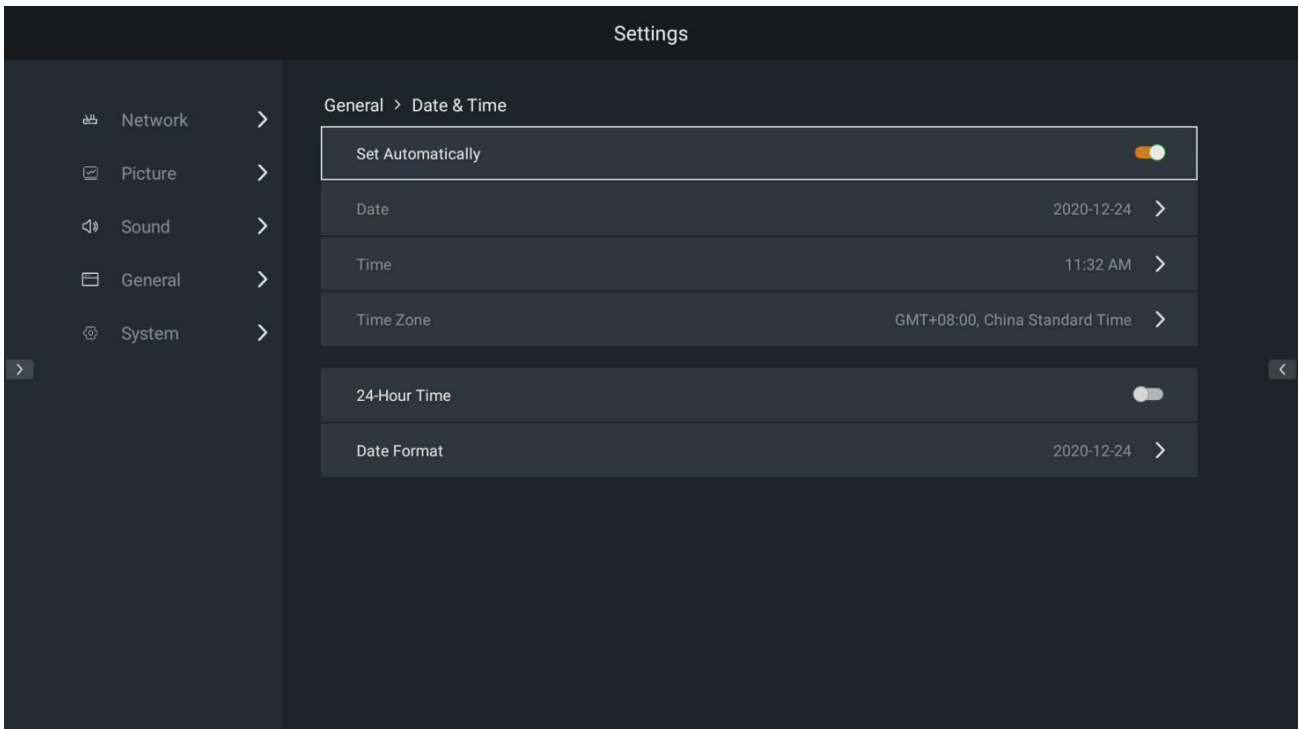 Settings
Network
Picture
Sound
General
System
General > Date & Time
Set Automatically
Date 2020-12-24
Time 11:32 AM
Time Zone GMT+08:00, China Standard Time
24-Hour Time
Date Format 2020-12-24